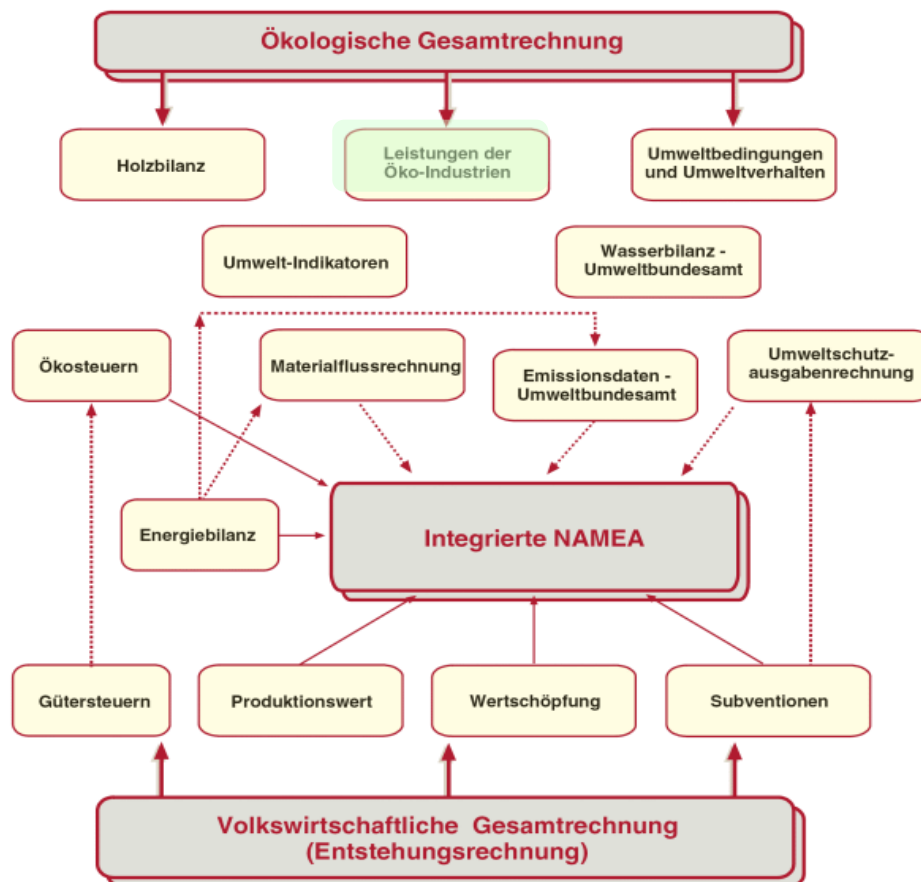 Ökologische Gesamtrechnung
Holzbilanz
Leistungen der
Öko-Industrien
Umweltbedingungen
und Umweltverhalten
Umwelt-Indikatoren
Wasserbilanz -
Umweltbundesamt
Ökosteuern
Materialflussrechnung
Emissionsdaten -
Umweltbundesamt
Umweltschutz-
ausgabenrechnung
Energiebilanz
Integrierte NAMEA
Gütersteuern
Produktionswert
Wertschöpfung
Subventionen
Volkswirtschaftliche Gesamtrechnung
(Entstehungsrechnung)